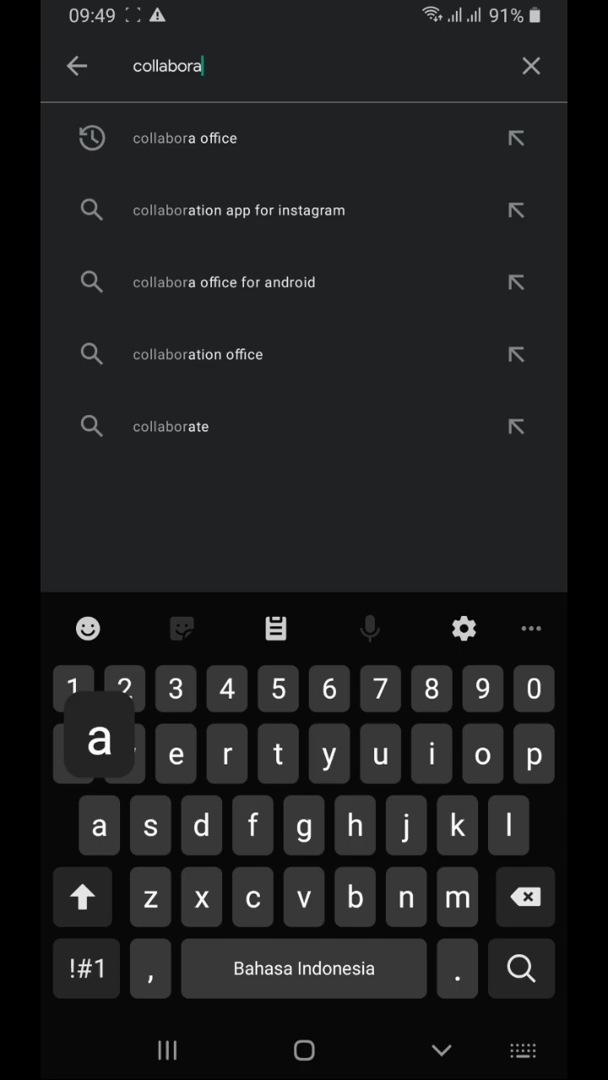 09:49 91%
collabora
collabora office
collaboration app for instagram
collabora office for android
collaboration office
collaborate
1 2 3 4 5 6 7 8 9 0
a e r t y u i o p
a s d f g h j k l
z x c v b n m
!#1 , Bahasa Indonesia .